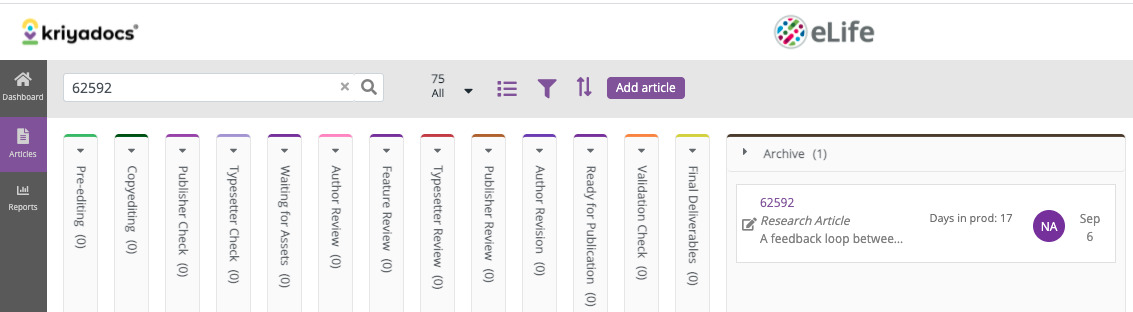 kriyadocs
eLife
Dashboard
Articles
Reports
62592 ×
75
All
Add article
Pre-editing (0)
Copyediting (0)
Publisher Check (0)
Typesetter Check (0)
Waiting for Assets (0)
Author Review (0)
Feature Review (0)
Typesetter Review (0)
Publisher Review (0)
Author Revision (0)
Ready for Publication (0)
Validation Check (0)
Final Deliverables (0)
Archive (1)
62592
Research Article
A feedback loop betwee...
Days in prod: 17
NA
Sep
6